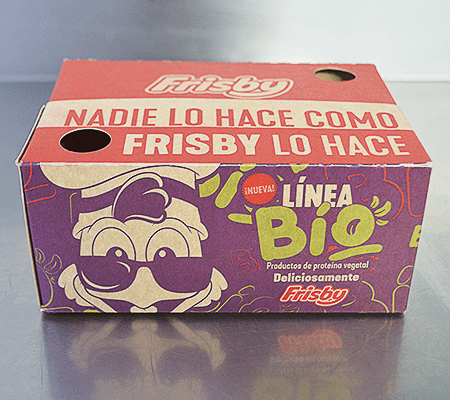 Frisby
NADIE LO HACE COMO
FRISBY LO HACE
¡NUEVA!
LÍNEA
BIO
Productos de proteína vegetal
Deliciosamente
Frisby